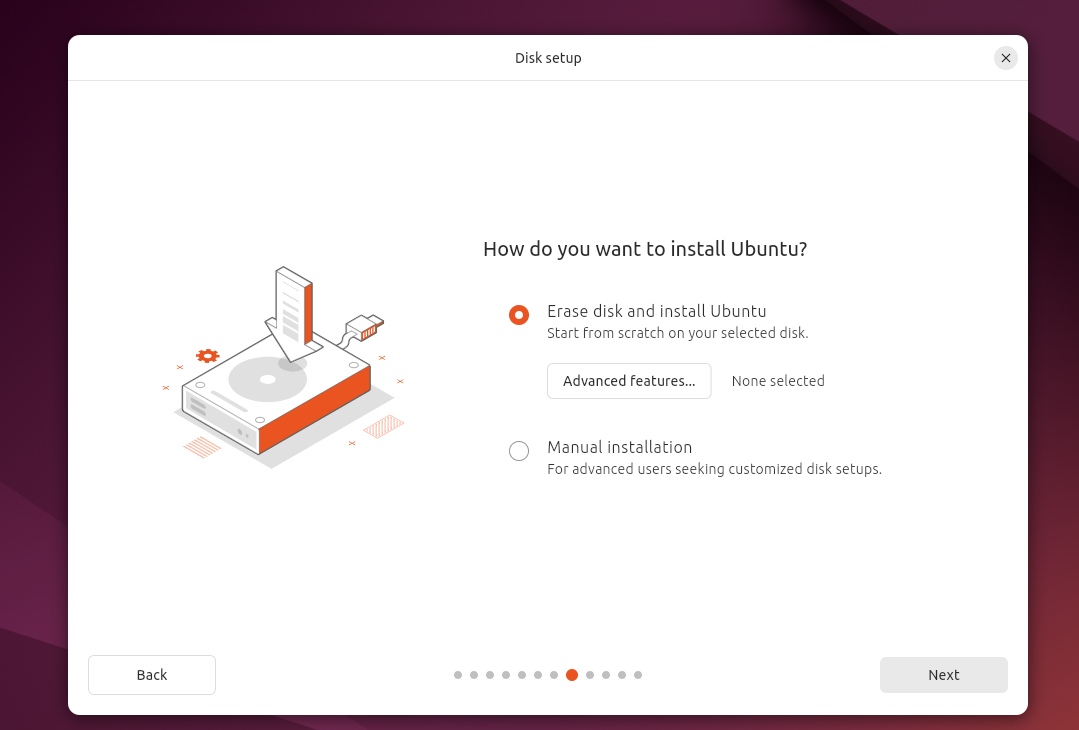 Disk setup
How do you want to install Ubuntu?
Erase disk and install Ubuntu
Start from scratch on your selected disk.
Advanced features... None selected
Manual installation
For advanced users seeking customized disk setups.
Back Next